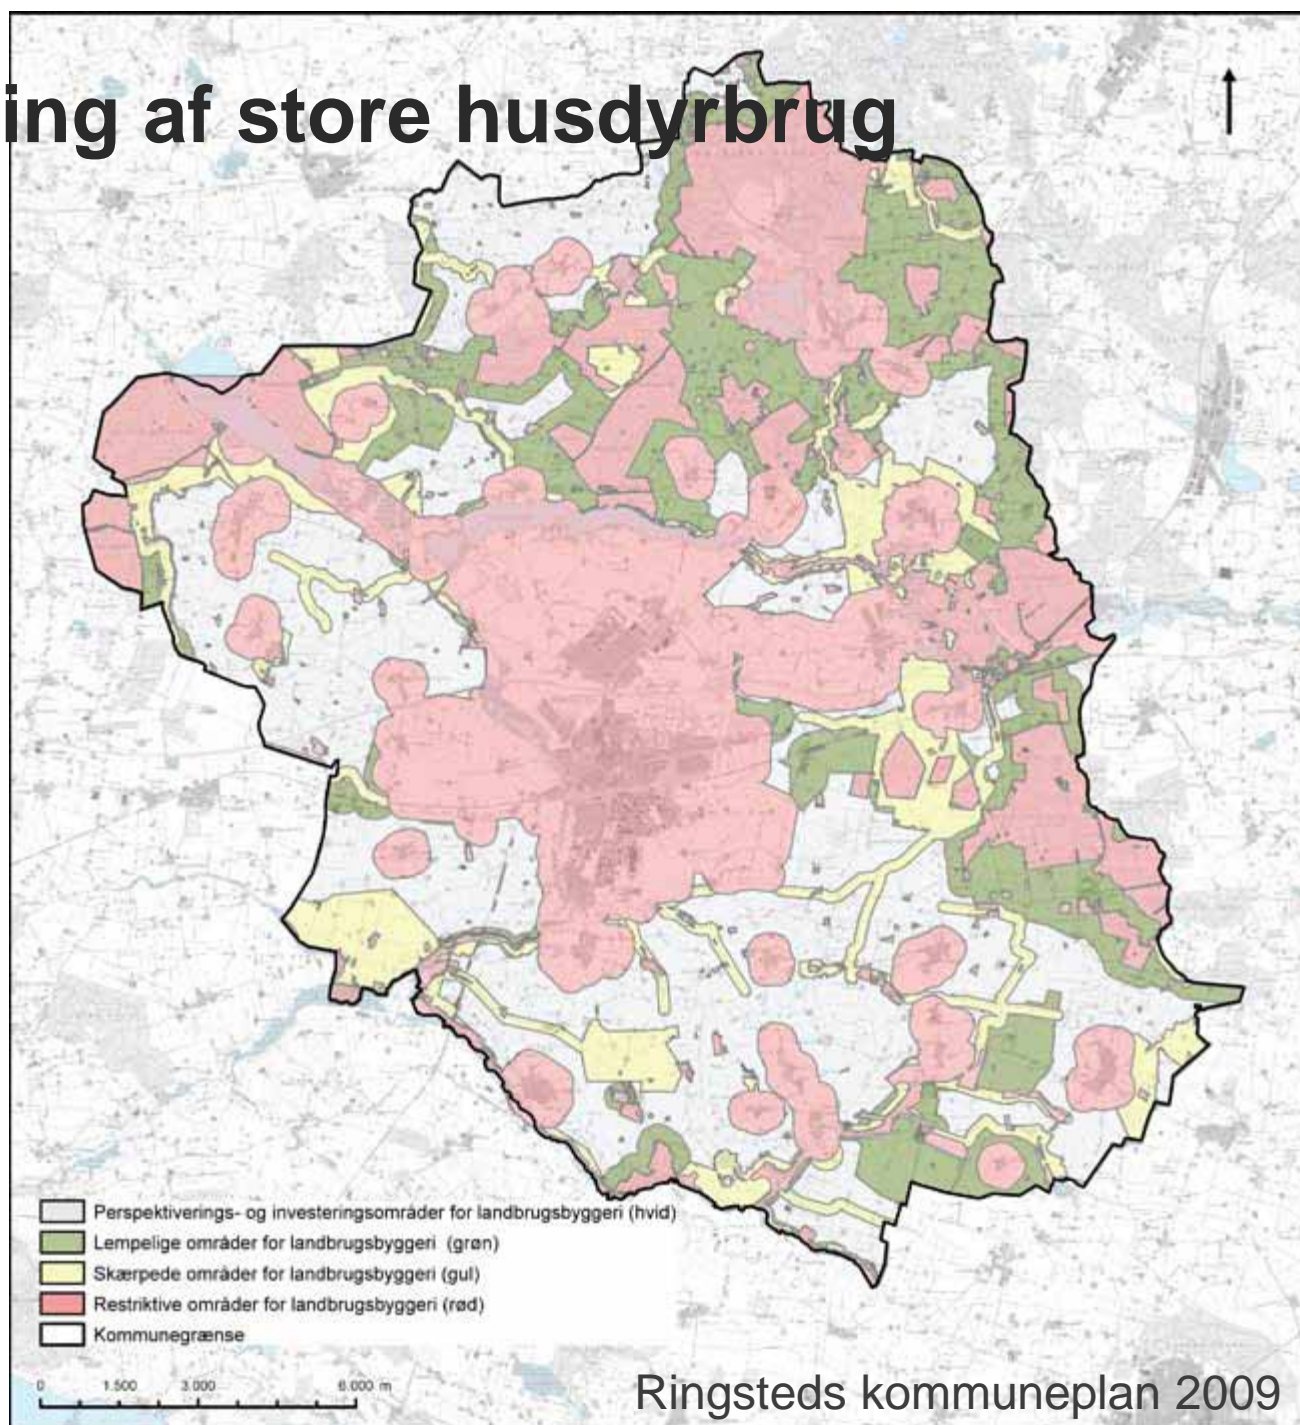 ing af store husdyrbrug
Perspektiverings- og investeringsområder for landbrugsbyggeri (hvid)
Lempelige områder for landbrugsbyggeri (grøn)
Skærpede områder for landbrugsbyggeri (gul)
Restriktive områder for landbrugsbyggeri (rød)
Kommunegrænse
0 1.500 3.000 6.000 m
Ringsteds kommuneplan 2009